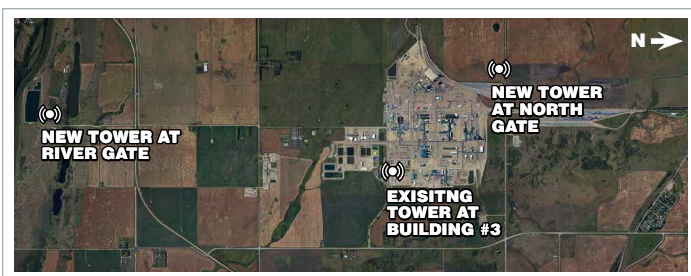 N
NEW TOWER
AT NORTH
GATE
NEW TOWER AT
RIVER GATE
EXISITNG
TOWER AT
BUILDING #3